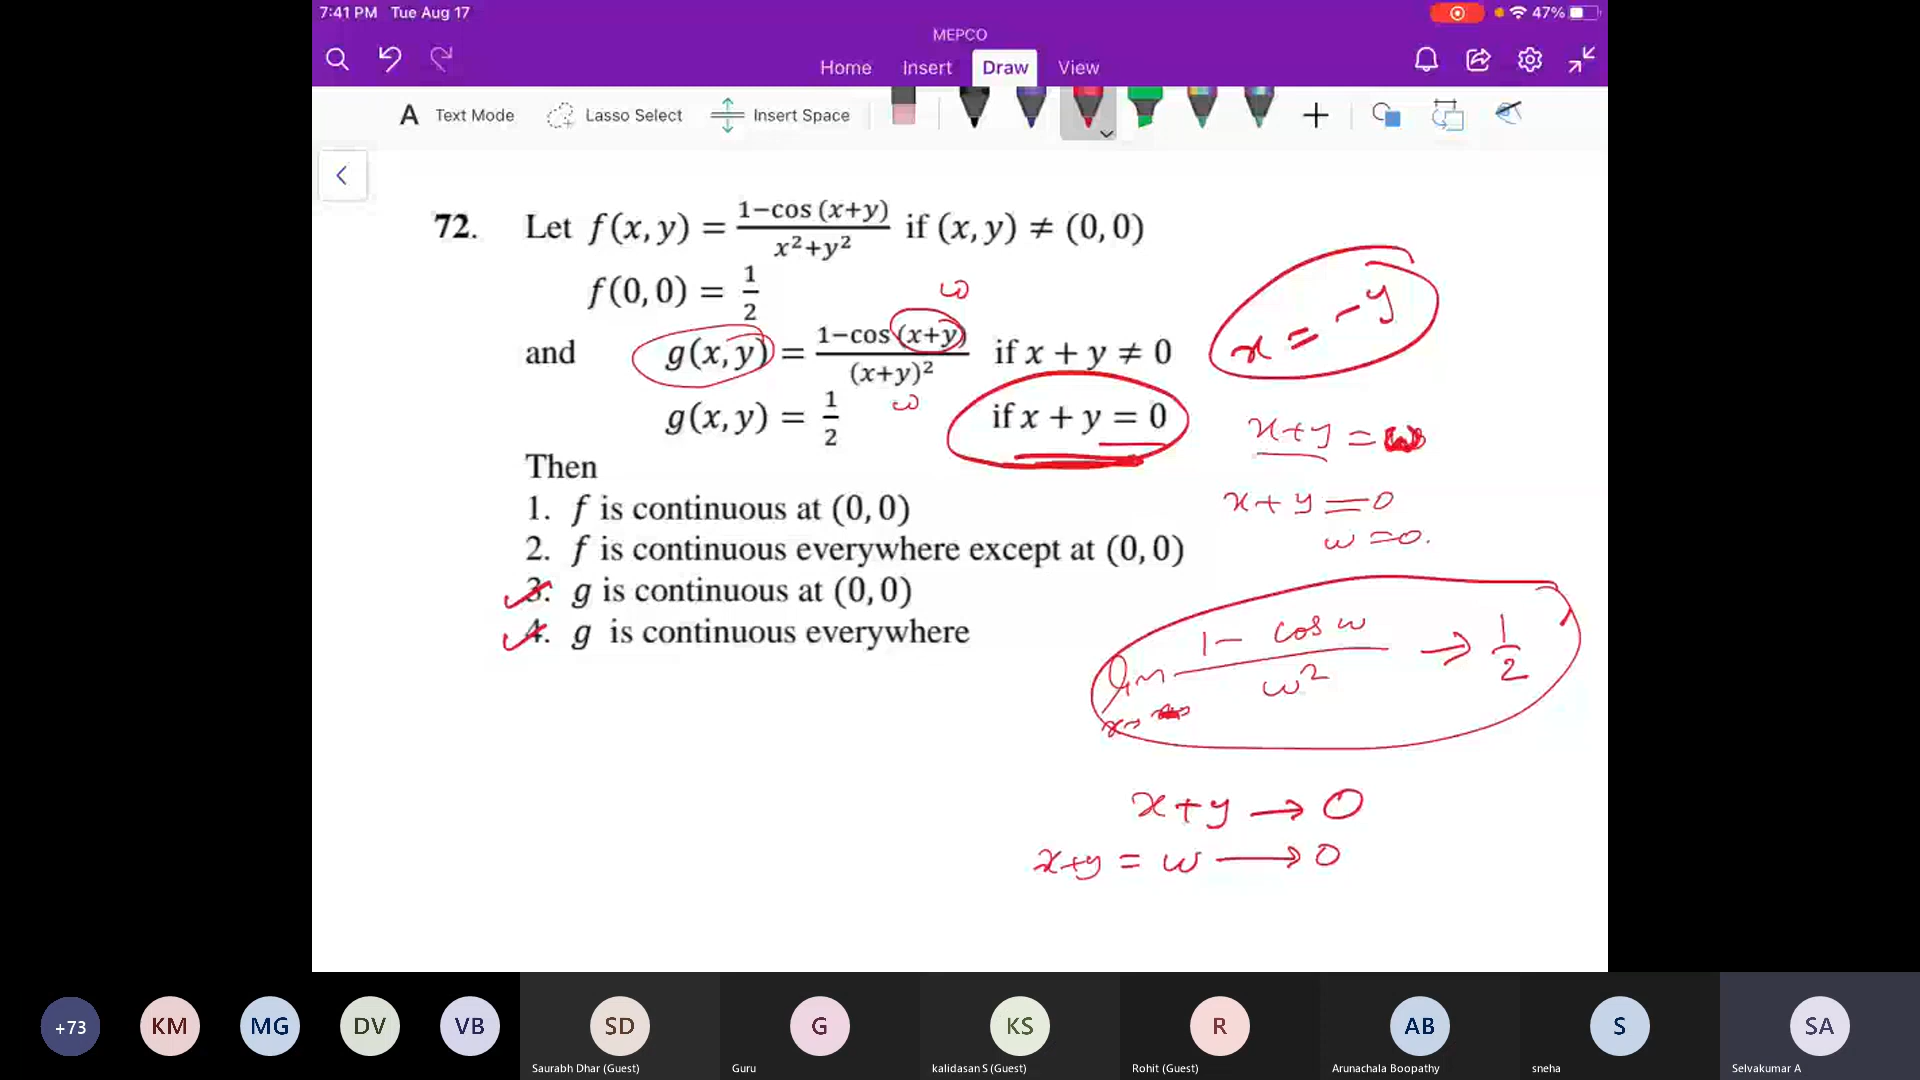 7:41 PM Tue Aug 17
47%
MEPCO
Home Insert Draw View
A Text Mode Lasso Select Insert Space
72. Let f(x, y) = 1−cos (x+y) / x²+y² if (x, y) ≠ (0, 0)
f(0, 0) = 1/2
ω
x = -y
and g(x, y) = 1−cos (x+y) / (x+y)² if x + y ≠ 0
ω
g(x, y) = 1/2 if x + y = 0
x+y =
Then
1. f is continuous at (0, 0)
x + y = 0
2. f is continuous everywhere except at (0, 0)
ω = 0.
3. g is continuous at (0, 0)
4. g is continuous everywhere
lim 1 - cos ω / ω² → 1/2
x→
x+y → 0
x+y = ω → 0
+73 KM MG DV VB SD G KS R AB S SA
Saurabh Dhar (Guest) Guru kalidasan S (Guest) Rohit (Guest) Arunachala Boopathy sneha Selvakumar A